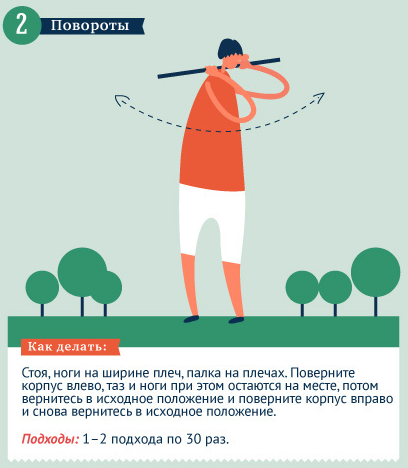 2
Повороты
Как делать:
Стоя, ноги на ширине плеч, палка на плечах. Поверните
корпус влево, таз и ноги при этом остаются на месте, потом
вернитесь в исходное положение и поверните корпус вправо
и снова вернитесь в исходное положение.
Подходы: 1–2 подхода по 30 раз.